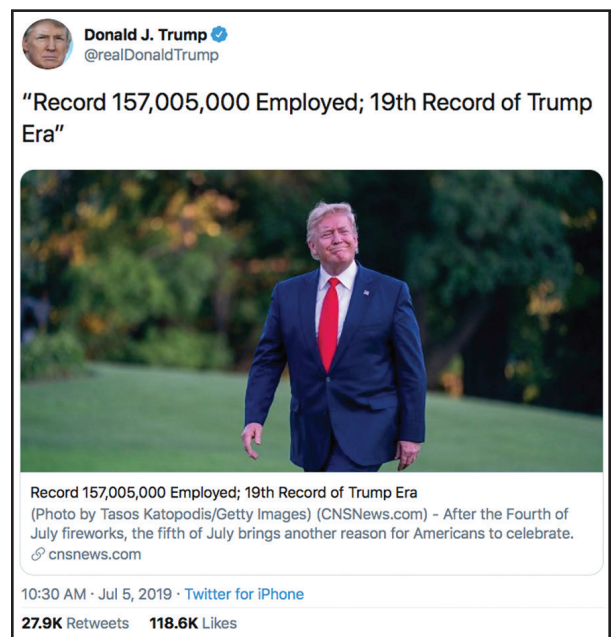 Donald J. Trump
@realDonaldTrump
“Record 157,005,000 Employed; 19th Record of Trump
Era”
Record 157,005,000 Employed; 19th Record of Trump Era
(Photo by Tasos Katopodis/Getty Images) (CNSNews.com) - After the Fourth of
July fireworks, the fifth of July brings another reason for Americans to celebrate.
cnsnews.com
10:30 AM · Jul 5, 2019 · Twitter for iPhone
27.9K Retweets 118.6K Likes